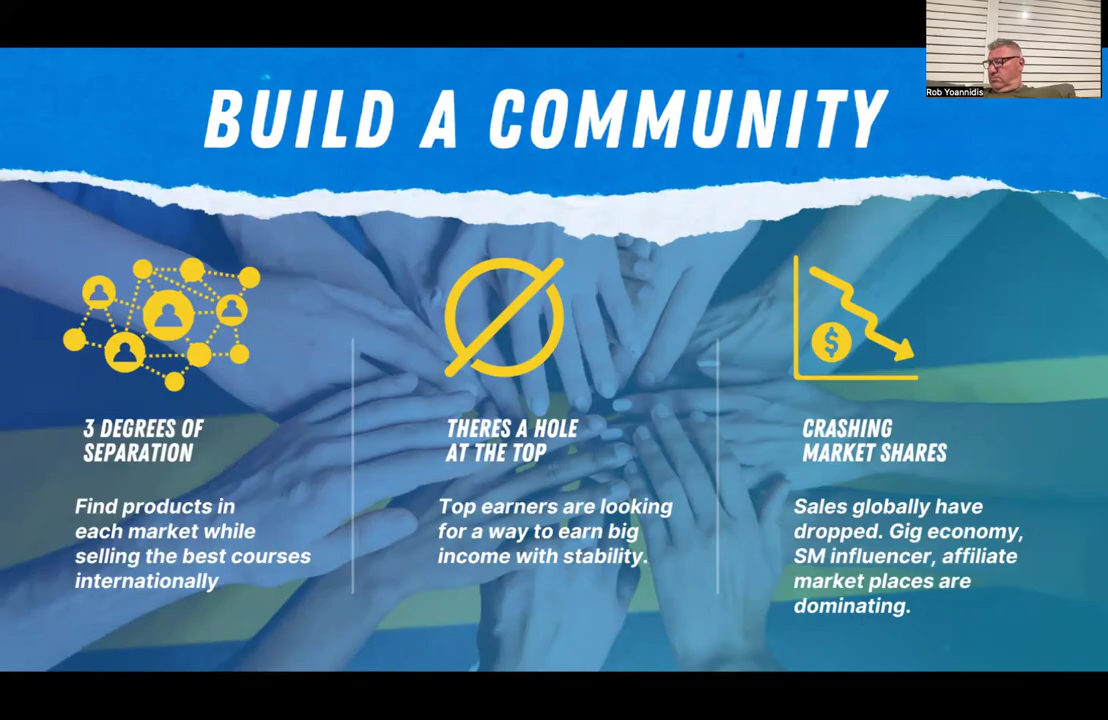 BUILD A COMMUNITY
Rob Yoannidis
3 DEGREES OF
SEPARATION
Find products in
each market while
selling the best courses
internationally
THERES A HOLE
AT THE TOP
Top earners are looking
for a way to earn big
income with stability.
$
CRASHING
MARKET SHARES
Sales globally have
dropped. Gig economy,
SM influencer, affiliate
market places are
dominating.